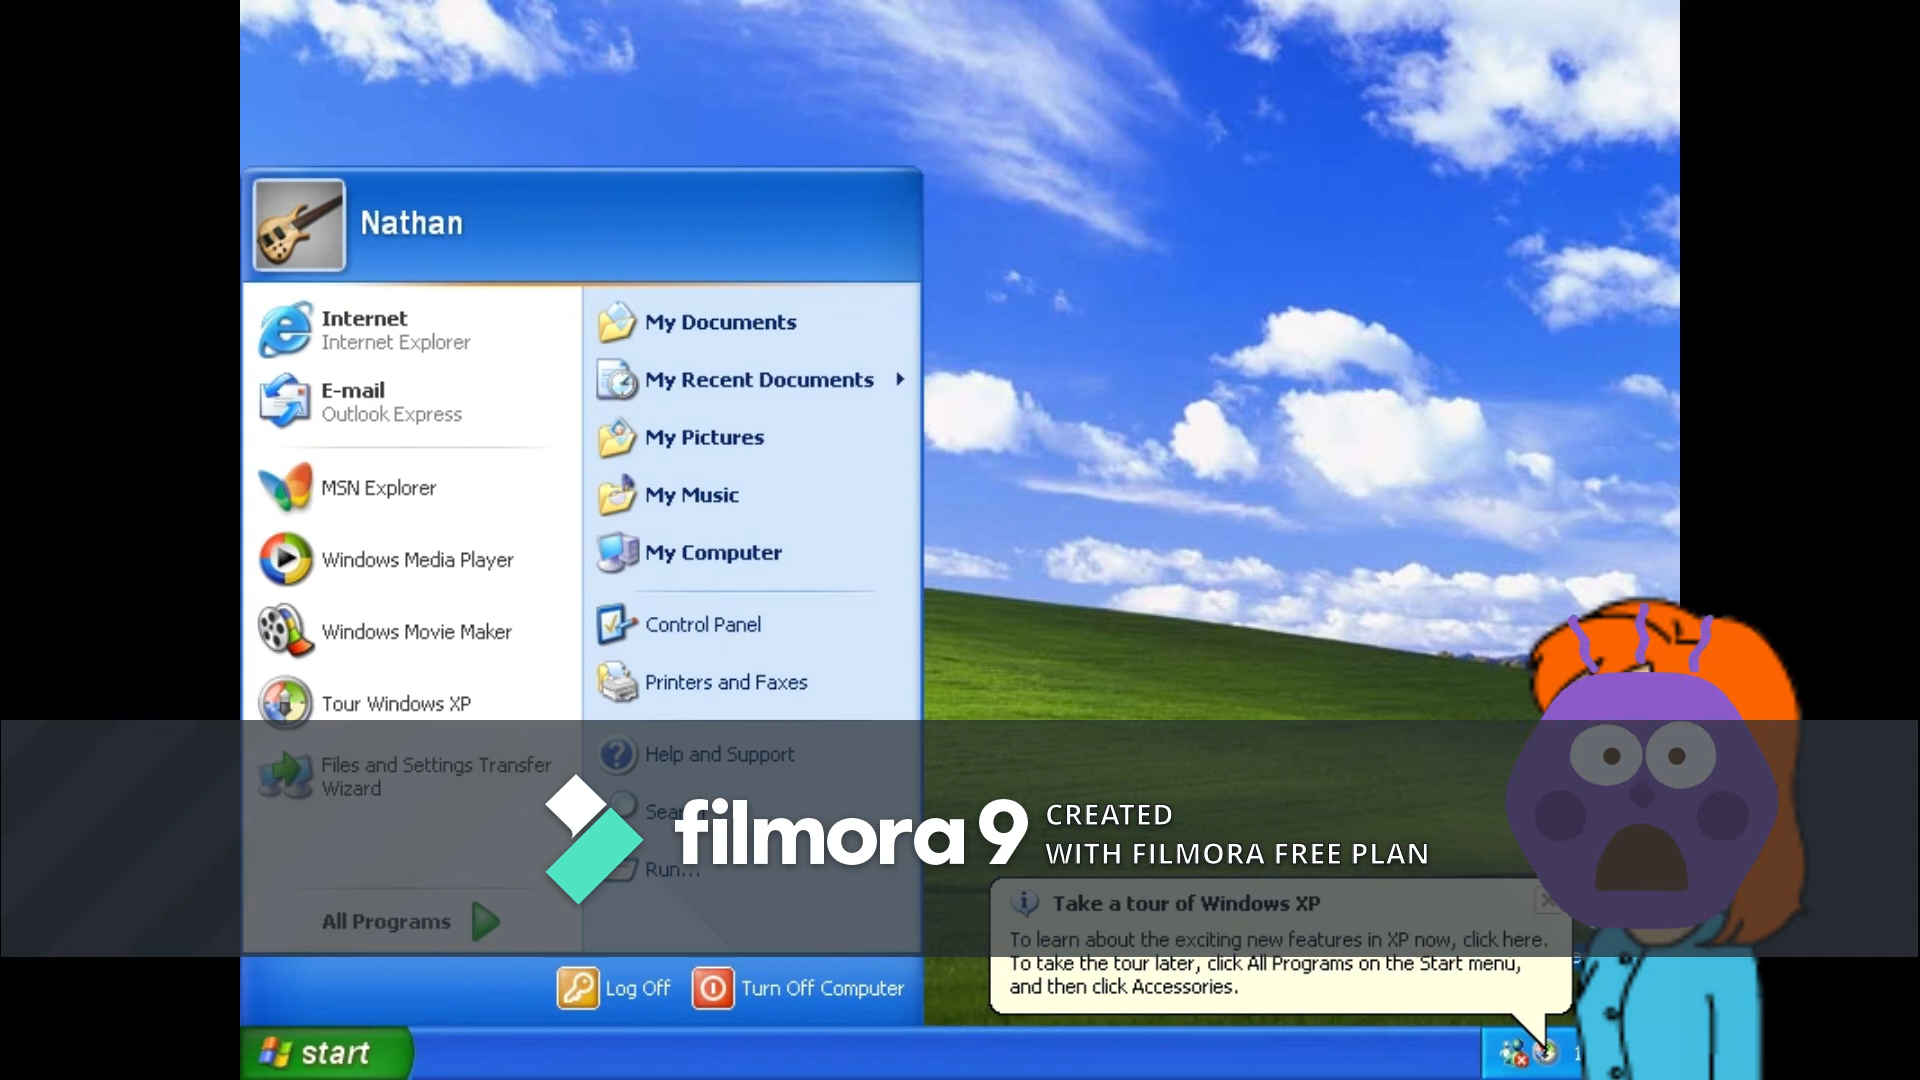 Nathan
Internet
Internet Explorer
E-mail
Outlook Express
MSN Explorer
Windows Media Player
Windows Movie Maker
Tour Windows XP
Files and Settings Transfer
Wizard
All Programs
My Documents
My Recent Documents
My Pictures
My Music
My Computer
Control Panel
Printers and Faxes
Help and Support
Run...
Log Off
Turn Off Computer
filmora9
CREATED
WITH FILMORA FREE PLAN
Take a tour of Windows XP
To learn about the exciting new features in XP now, click here.
To take the tour later, click All Programs on the Start menu,
and then click Accessories.
start